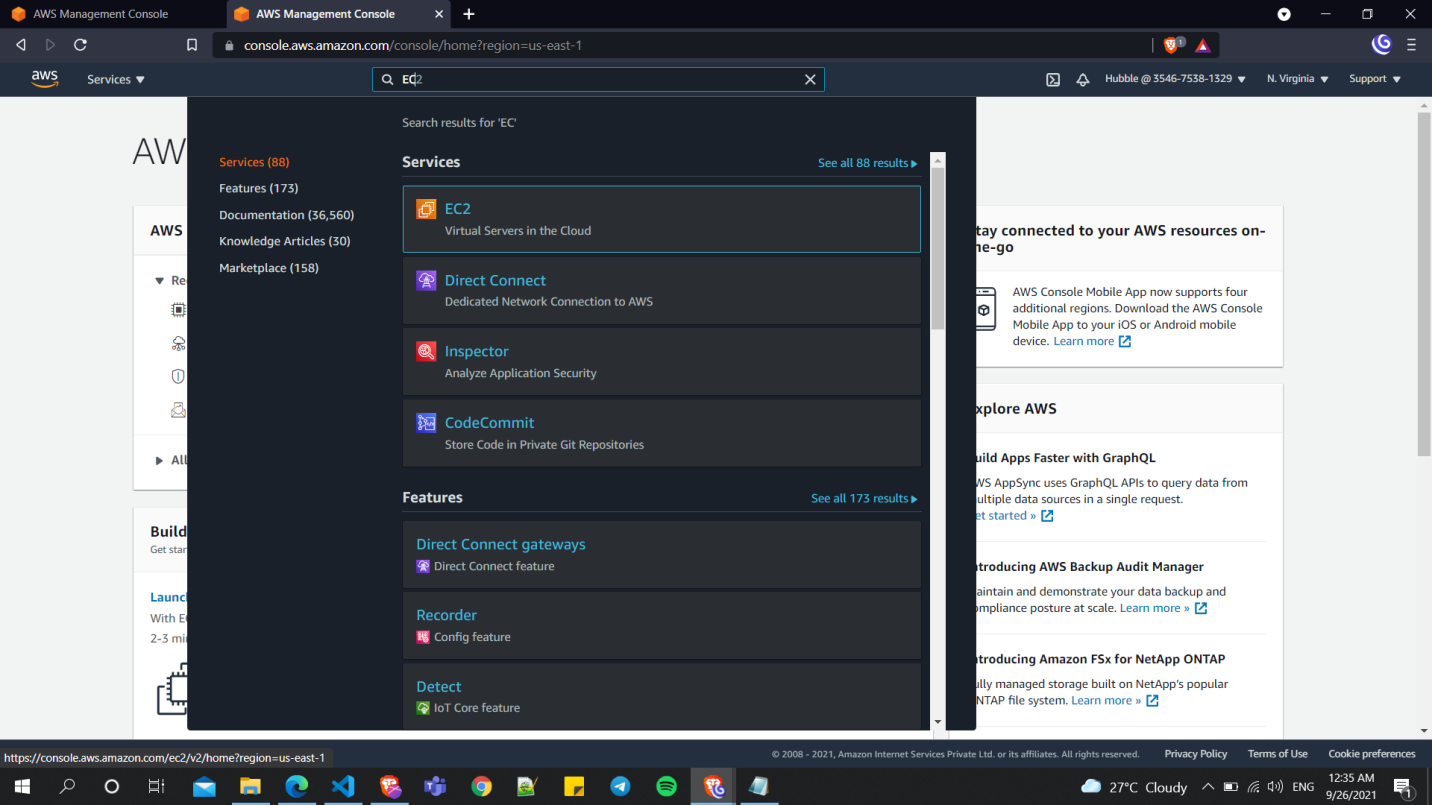 AWS Management Console
AWS Management Console
console.aws.amazon.com/console/home?region=us-east-1
1
aws
Services
EC2
Hubble @ 3546-7538-1329
N. Virginia
Support
Search results for 'EC'
Services (88)
Features (173)
Documentation (36,560)
Knowledge Articles (30)
Marketplace (158)
Services
See all 88 results
EC2
Virtual Servers in the Cloud
Direct Connect
Dedicated Network Connection to AWS
Inspector
Analyze Application Security
CodeCommit
Store Code in Private Git Repositories
Features
See all 173 results
Direct Connect gateways
Direct Connect feature
Recorder
Config feature
Detect
IoT Core feature
AW
AWS
Re
All
Build
Get star
Launc
With E
2-3 mi
tay connected to your AWS resources on-
he-go
AWS Console Mobile App now supports four
additional regions. Download the AWS Console
Mobile App to your iOS or Android mobile
device. Learn more
xplore AWS
uild Apps Faster with GraphQL
WS AppSync uses GraphQL APIs to query data from
ultiple data sources in a single request.
et started »
ntroducing AWS Backup Audit Manager
aintain and demonstrate your data backup and
ompliance posture at scale. Learn more »
ntroducing Amazon FSx for NetApp ONTAP
ully managed storage built on NetApp's popular
NTAP file system. Learn more »
https://console.aws.amazon.com/ec2/v2/home?region=us-east-1
© 2008 - 2021, Amazon Internet Services Private Ltd. or its affiliates. All rights reserved.
Privacy Policy
Terms of Use
Cookie preferences
27°C Cloudy
ENG
12:35 AM
9/26/2021
1